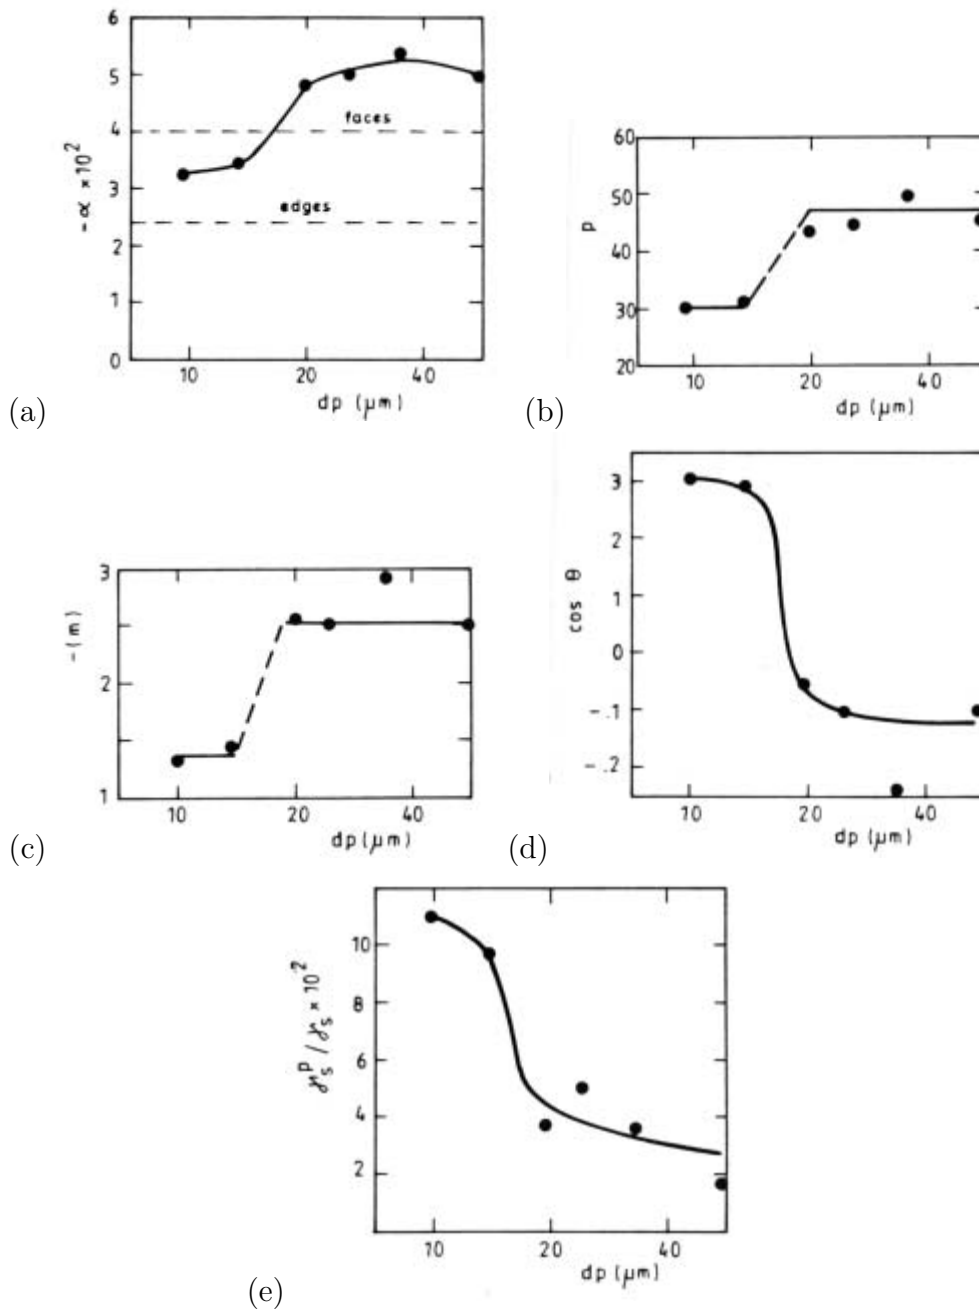 6
5
4
3
2
1
0
- α × 10²
faces
edges
10 20 40
dp (μm)
(a)
60
50
40
30
20
p
10 20 40
dp (μm)
(b)
3
2
1
-(m)
10 20 40
dp(μm)
(c)
3
2
1
0
-.1
-.2
cos θ
10 20 40
dp(μm)
(d)
10
8
6
4
2
γₛᵖ / γₛ × 10²
10 20 40
dp(μm)
(e)